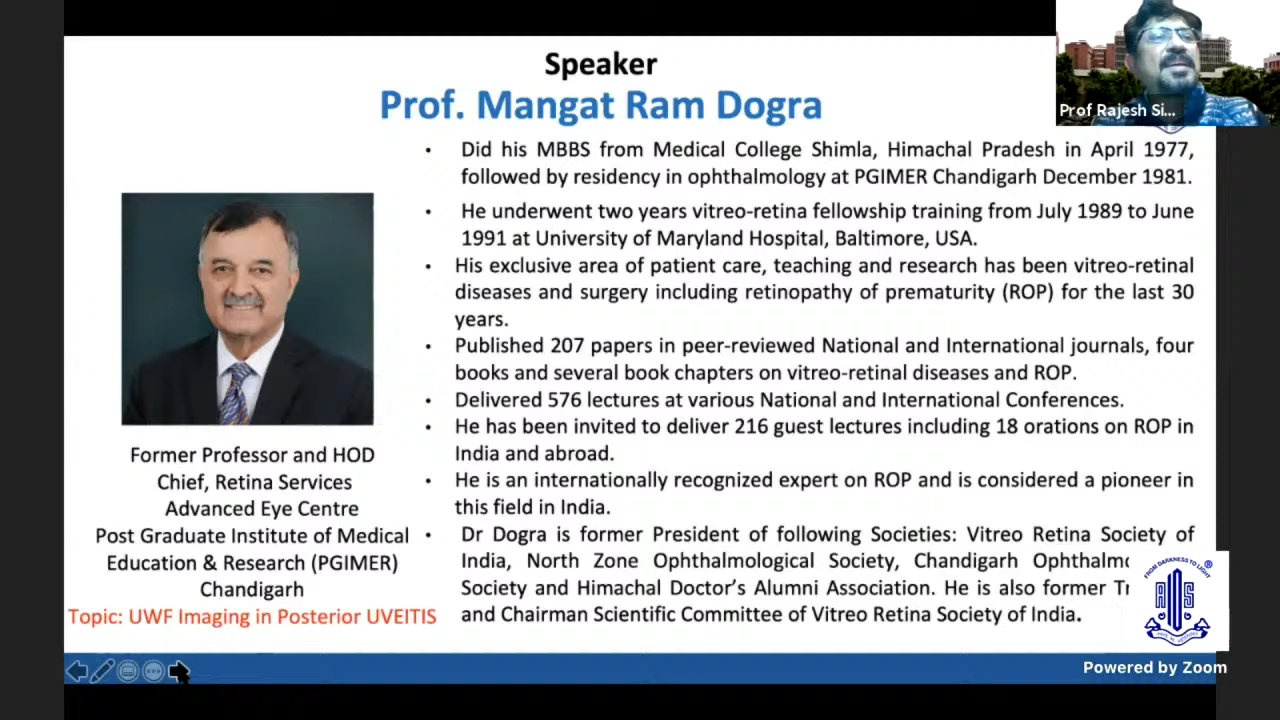 Speaker
Prof. Mangat Ram Dogra
Prof Rajesh Si...
• Did his MBBS from Medical College Shimla, Himachal Pradesh in April 1977,
followed by residency in ophthalmology at PGIMER Chandigarh December 1981.
• He underwent two years vitreo-retina fellowship training from July 1989 to June
1991 at University of Maryland Hospital, Baltimore, USA.
• His exclusive area of patient care, teaching and research has been vitreo-retinal
diseases and surgery including retinopathy of prematurity (ROP) for the last 30
years.
• Published 207 papers in peer-reviewed National and International journals, four
books and several book chapters on vitreo-retinal diseases and ROP.
• Delivered 576 lectures at various National and International Conferences.
• He has been invited to deliver 216 guest lectures including 18 orations on ROP in
India and abroad.
• He is an internationally recognized expert on ROP and is considered a pioneer in
this field in India.
• Dr Dogra is former President of following Societies: Vitreo Retina Society of
India, North Zone Ophthalmological Society, Chandigarh Ophthalm
Society and Himachal Doctor's Alumni Association. He is also former Tr
and Chairman Scientific Committee of Vitreo Retina Society of India.
Former Professor and HOD
Chief, Retina Services
Advanced Eye Centre
Post Graduate Institute of Medical
Education & Research (PGIMER)
Chandigarh
Topic: UWF Imaging in Posterior UVEITIS
FROM DARKNESS TO LIGHT
®
AIOS
Powered by Zoom